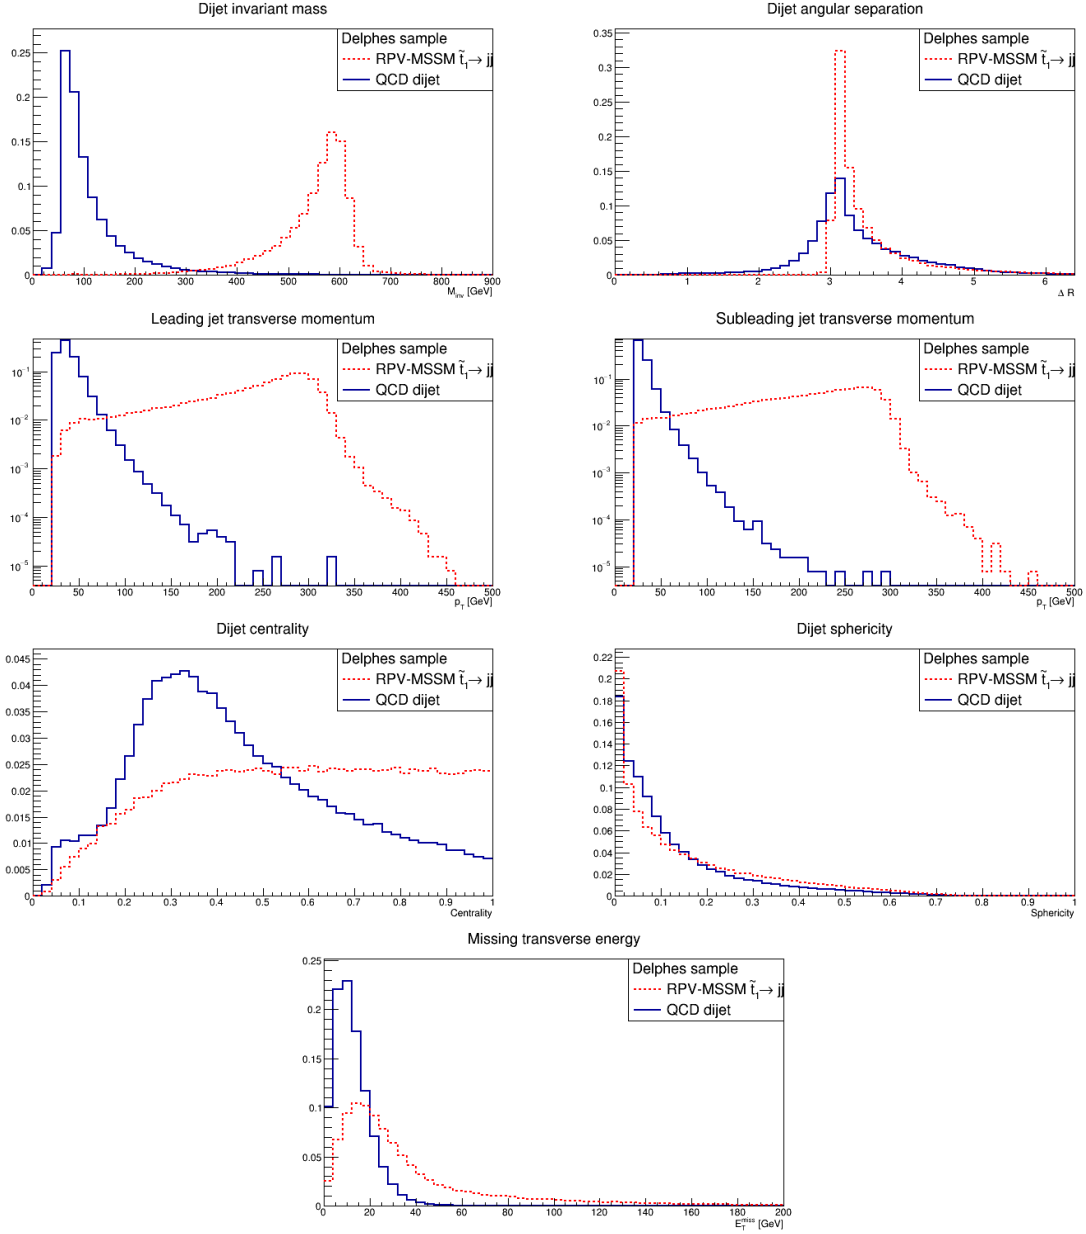 Dijet invariant mass
Delphes sample
RPV-MSSM t̃₁→ jj
QCD dijet
0.25
0.2
0.15
0.1
0.05
0
0 100 200 300 400 500 600 700 800 900
M_inv [GeV]
Dijet angular separation
Delphes sample
RPV-MSSM t̃₁→ jj
QCD dijet
0.35
0.3
0.25
0.2
0.15
0.1
0.05
0
0 1 2 3 4 5 6
Δ R
Leading jet transverse momentum
Delphes sample
RPV-MSSM t̃₁→ jj
QCD dijet
10⁻¹
10⁻²
10⁻³
10⁻⁴
10⁻⁵
0 50 100 150 200 250 300 350 400 450 500
p_T [GeV]
Subleading jet transverse momentum
Delphes sample
RPV-MSSM t̃₁→ jj
QCD dijet
10⁻¹
10⁻²
10⁻³
10⁻⁴
10⁻⁵
0 50 100 150 200 250 300 350 400 450 500
p_T [GeV]
Dijet centrality
Delphes sample
RPV-MSSM t̃₁→ jj
QCD dijet
0.045
0.04
0.035
0.03
0.025
0.02
0.015
0.01
0.005
0
0 0.1 0.2 0.3 0.4 0.5 0.6 0.7 0.8 0.9 1
Centrality
Dijet sphericity
Delphes sample
RPV-MSSM t̃₁→ jj
QCD dijet
0.22
0.2
0.18
0.16
0.14
0.12
0.1
0.08
0.06
0.04
0.02
0
0 0.1 0.2 0.3 0.4 0.5 0.6 0.7 0.8 0.9 1
Sphericity
Missing transverse energy
Delphes sample
RPV-MSSM t̃₁→ jj
QCD dijet
0.25
0.2
0.15
0.1
0.05
0
0 20 40 60 80 100 120 140 160 180 200
E_T^miss [GeV]